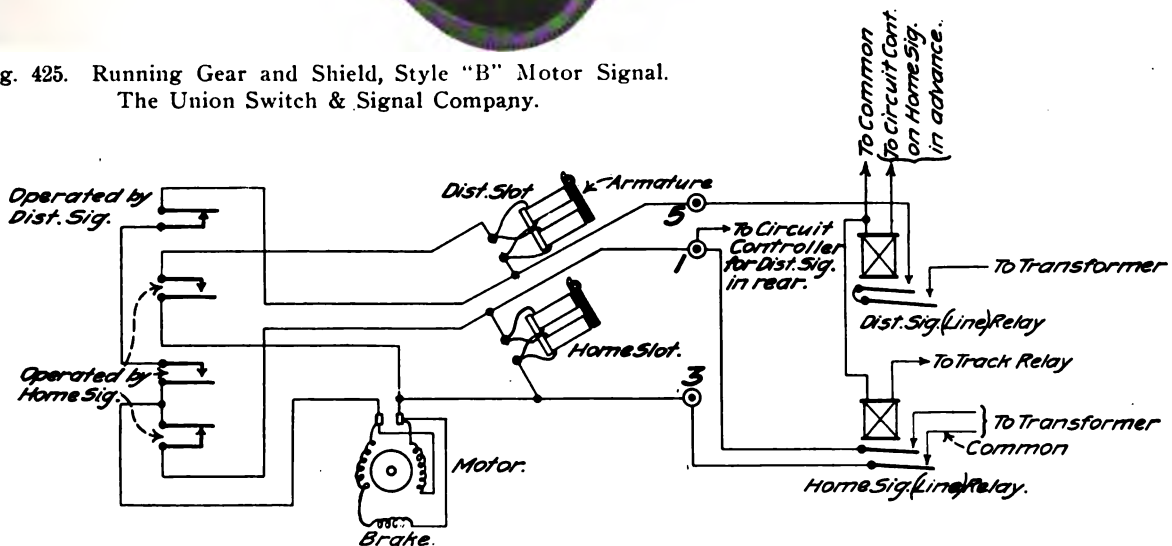 g. 425. Running Gear and Shield, Style "B" Motor Signal.
The Union Switch & Signal Company.
To Common
To Circuit Cont.
on Home Sig.
in advance.
Operated by
Dist. Sig.
Dist. Slot
Armature
5
1
To Circuit
Controller
for Dist. Sig.
in rear.
To Transformer
Dist. Sig. (Line) Relay
Home Slot.
To Track Relay
Operated by
Home Sig.
3
To Transformer
Common
Motor.
Home Sig. (Line) Relay.
Brake.